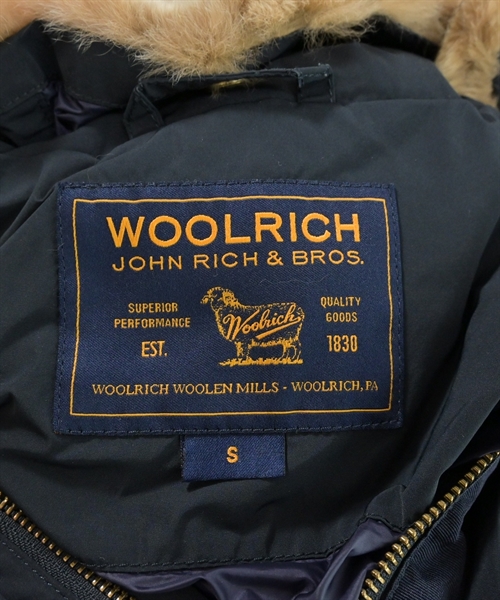 WOOLRICH
JOHN RICH & BROS.
SUPERIOR
PERFORMANCE
EST.
Woolrich
QUALITY
GOODS
1830
WOOLRICH WOOLEN MILLS - WOOLRICH, PA
S